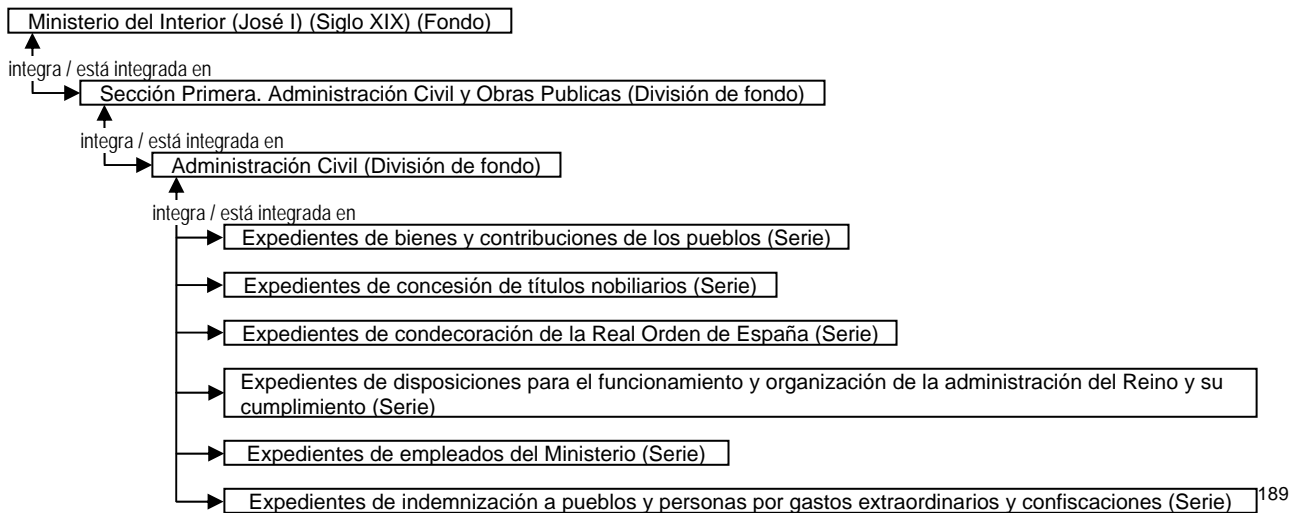 Ministerio del Interior (José I) (Siglo XIX) (Fondo)
integra / está integrada en
Sección Primera. Administración Civil y Obras Publicas (División de fondo)
integra / está integrada en
Administración Civil (División de fondo)
integra / está integrada en
Expedientes de bienes y contribuciones de los pueblos (Serie)
Expedientes de concesión de títulos nobiliarios (Serie)
Expedientes de condecoración de la Real Orden de España (Serie)
Expedientes de disposiciones para el funcionamiento y organización de la administración del Reino y su
cumplimiento (Serie)
Expedientes de empleados del Ministerio (Serie)
Expedientes de indemnización a pueblos y personas por gastos extraordinarios y confiscaciones (Serie) 189